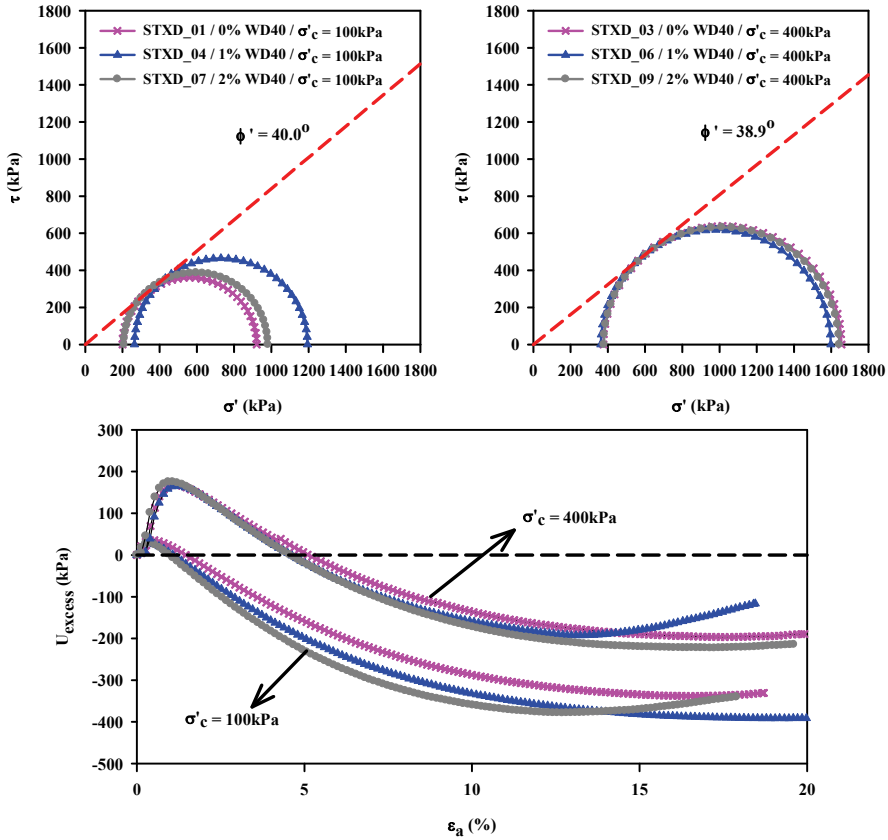 STXD_01 / 0% WD40 / σ'c = 100kPa
STXD_04 / 1% WD40 / σ'c = 100kPa
STXD_07 / 2% WD40 / σ'c = 100kPa
ϕ ' = 40.0o
1800
1600
1400
1200
1000
800
600
400
200
0
τ (kPa)
0 200 400 600 800 1000 1200 1400 1600 1800
σ' (kPa)
STXD_03 / 0% WD40 / σ'c = 400kPa
STXD_06 / 1% WD40 / σ'c = 400kPa
STXD_09 / 2% WD40 / σ'c = 400kPa
ϕ ' = 38.9o
1800
1600
1400
1200
1000
800
600
400
200
0
τ (kPa)
0 200 400 600 800 1000 1200 1400 1600 1800
σ' (kPa)
300
200
100
0
-100
-200
-300
-400
-500
Uexcess (kPa)
σ'c = 400kPa
σ'c = 100kPa
0 5 10 15 20
εa (%)